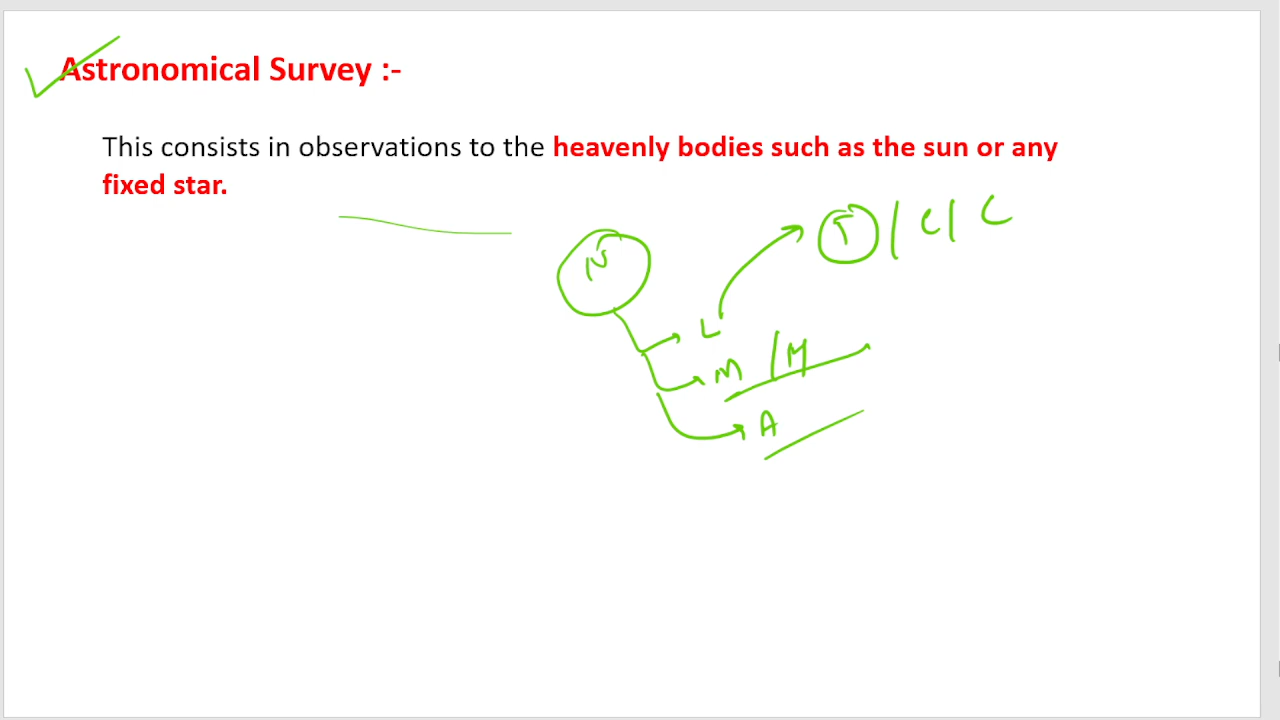 Astronomical Survey :-
This consists in observations to the heavenly bodies such as the sun or any
fixed star.
N
T / C / C
L
M / M
A